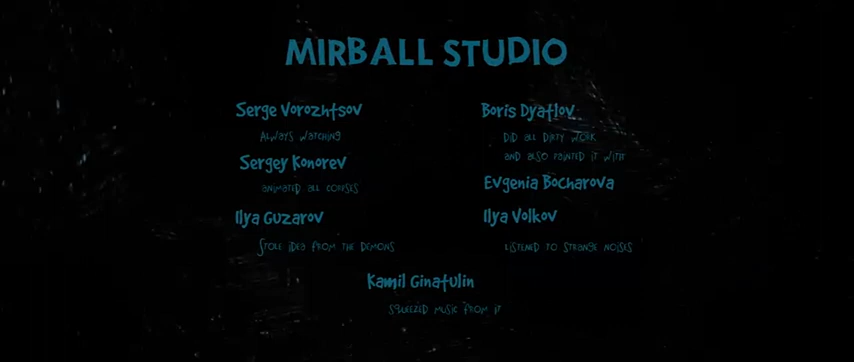 MIRBALL STUDIO
Serge Vorozhtsov
ALWAYS WATCHING
Sergey Konorev
ANIMATED ALL CORPSES
Ilya Guzarov
STOLE IDEA FROM THE DEMONS
Boris Dyatlov
DID ALL DIRTY WORK
AND ALSO PAINTED IT WITH
Evgenia Bocharova
Ilya Volkov
LISTENED TO STRANGE NOISES
Kamil Ginatulin
SQUEEZED MUSIC FROM IT